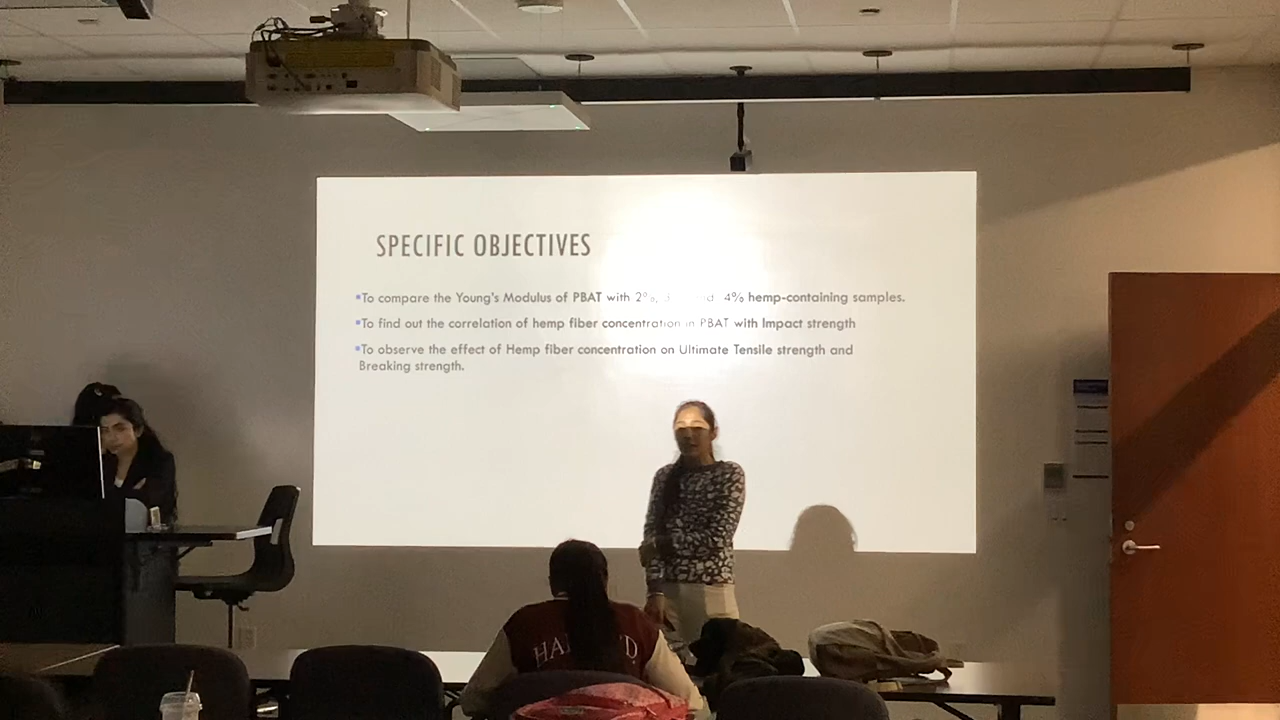 SPECIFIC OBJECTIVES
▪To compare the Young's Modulus of PBAT with 2%, 4% hemp-containing samples.
▪To find out the correlation of hemp fiber concentration in PBAT with Impact strength
▪To observe the effect of Hemp fiber concentration on Ultimate Tensile strength and
Breaking strength.